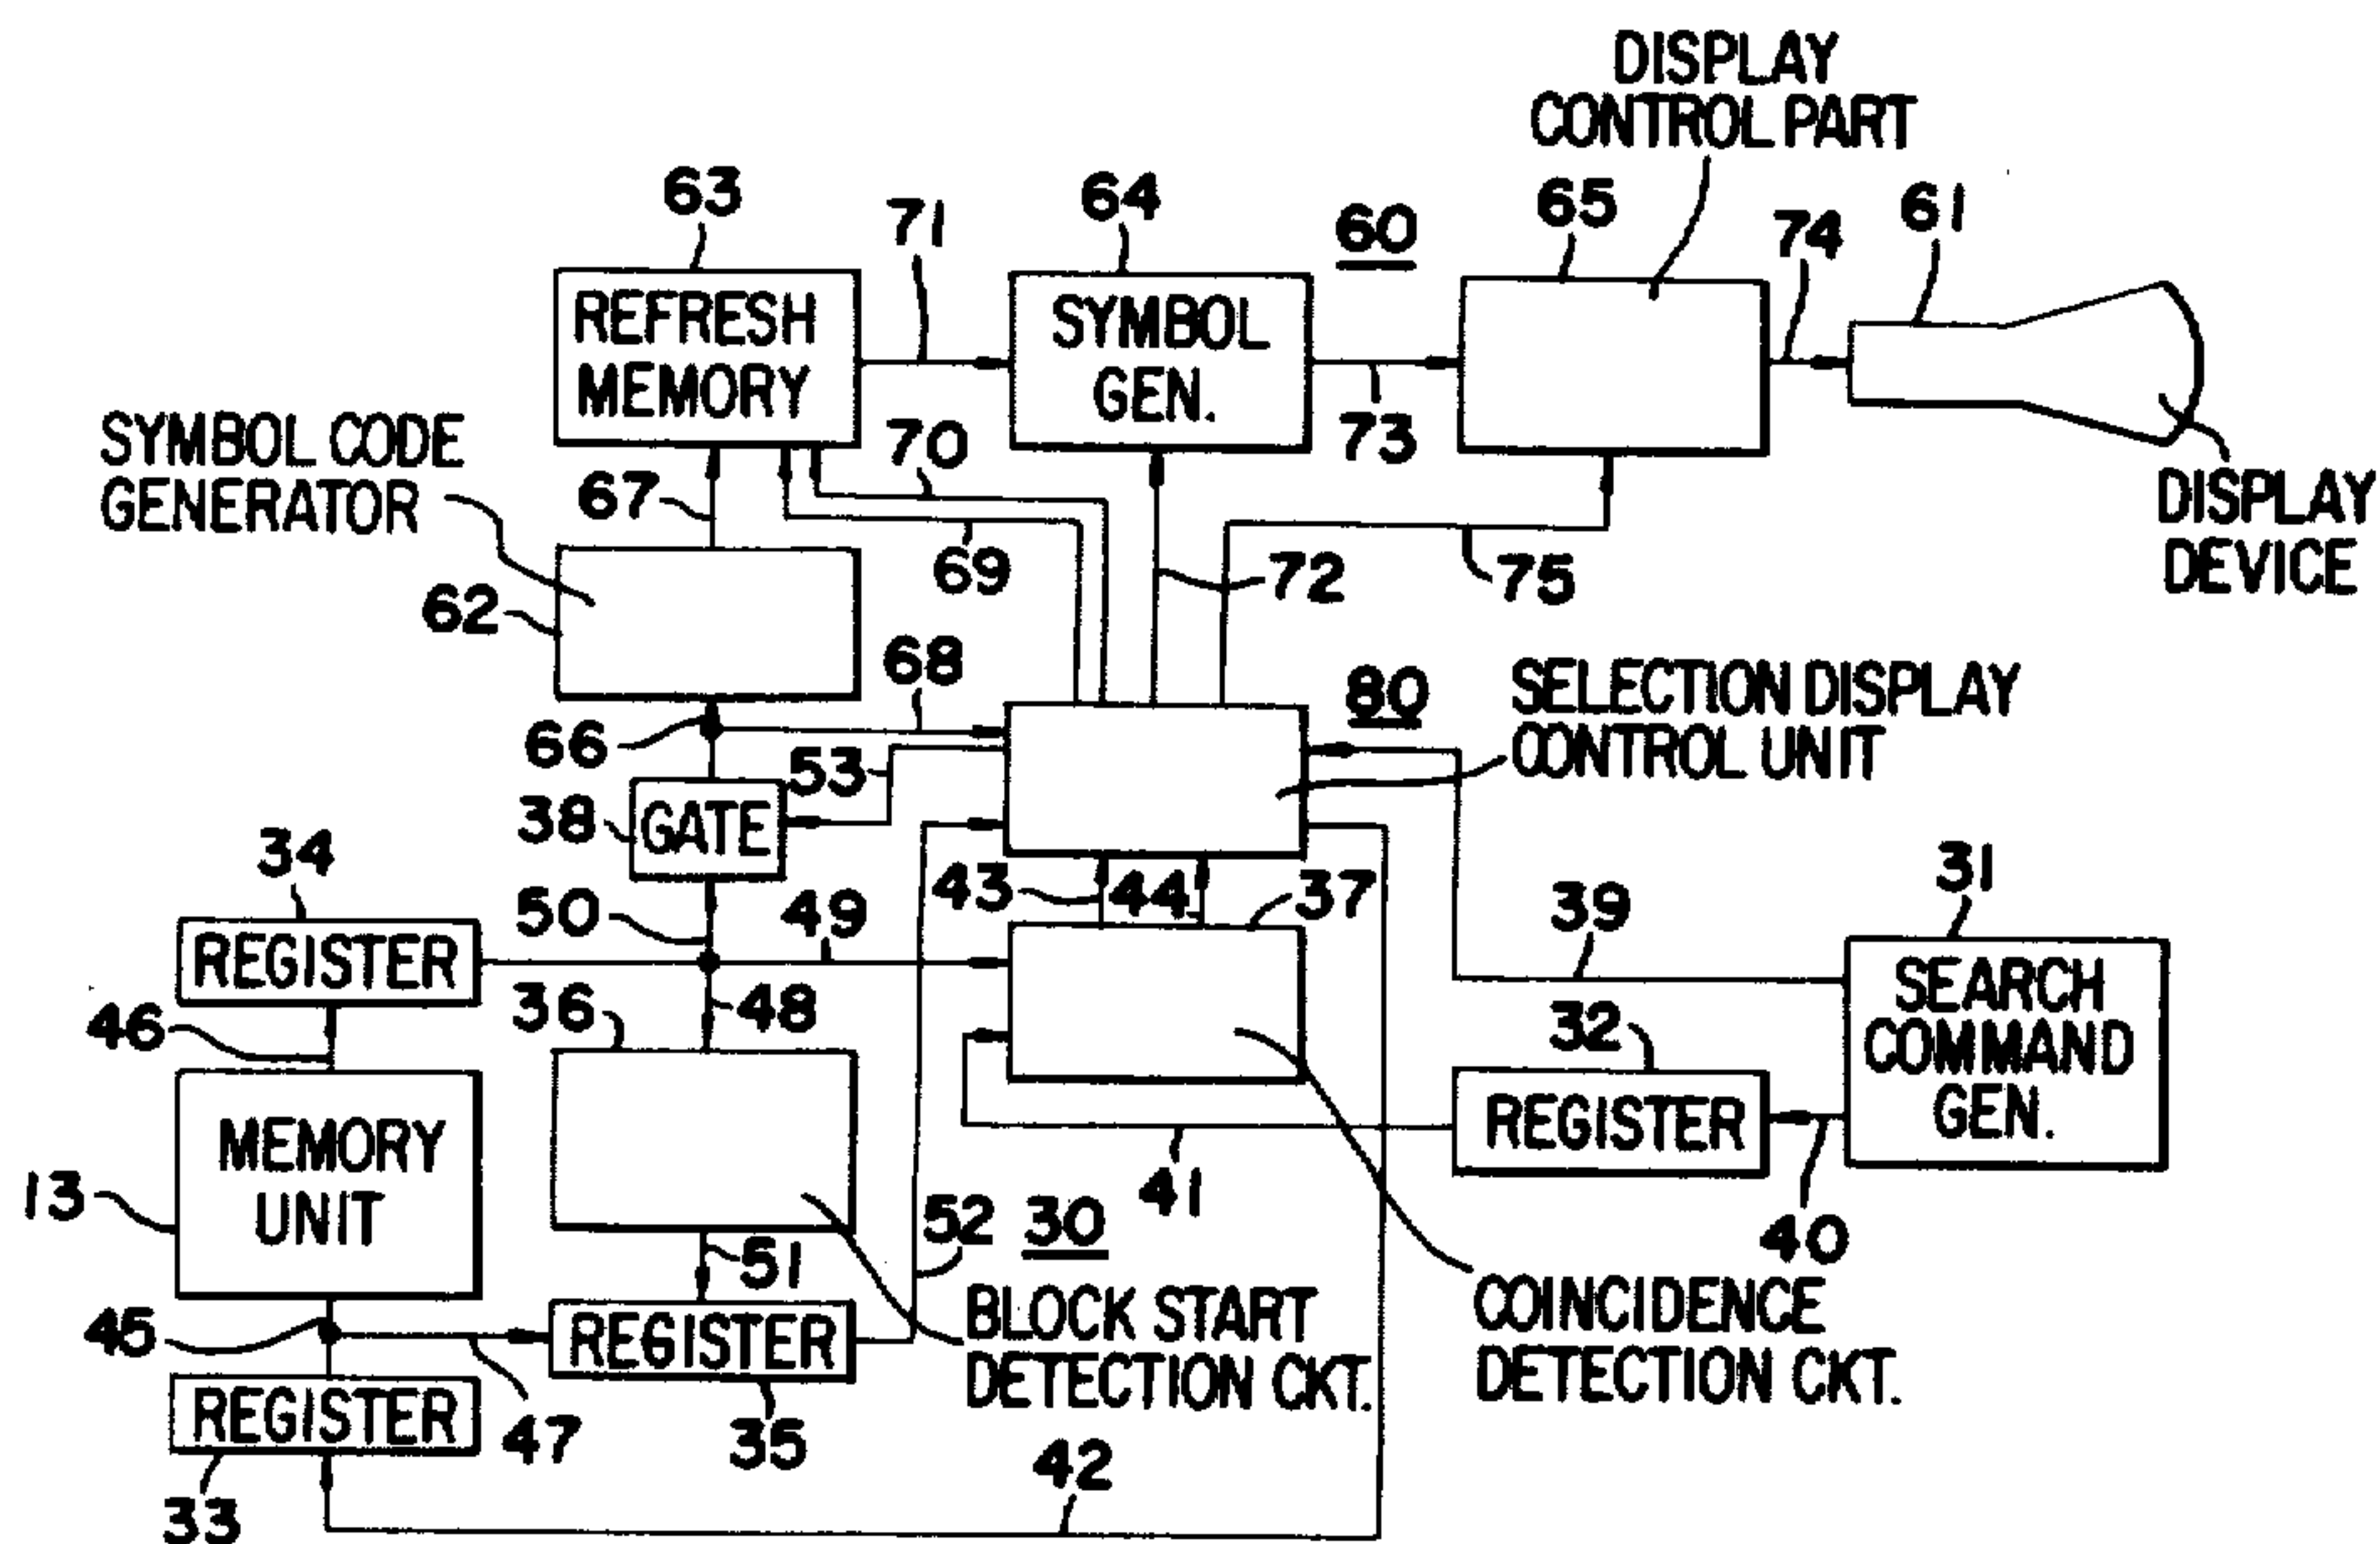 DISPLAY
CONTROL PART
63
71
64
60
65
74
61
REFRESH
MEMORY
SYMBOL
GEN.
SYMBOL CODE
GENERATOR
67
70
73
DISPLAY
DEVICE
69
72
75
62
68
66
53
80
SELECTION DISPLAY
CONTROL UNIT
38
GATE
34
50
49
43
44
37
39
31
REGISTER
46
36
48
32
SEARCH
COMMAND
GEN.
REGISTER
MEMORY
UNIT
13
41
40
51
52
30
45
REGISTER
BLOCK START
DETECTION CKT.
COINCIDENCE
DETECTION CKT.
REGISTER
47
35
42
33